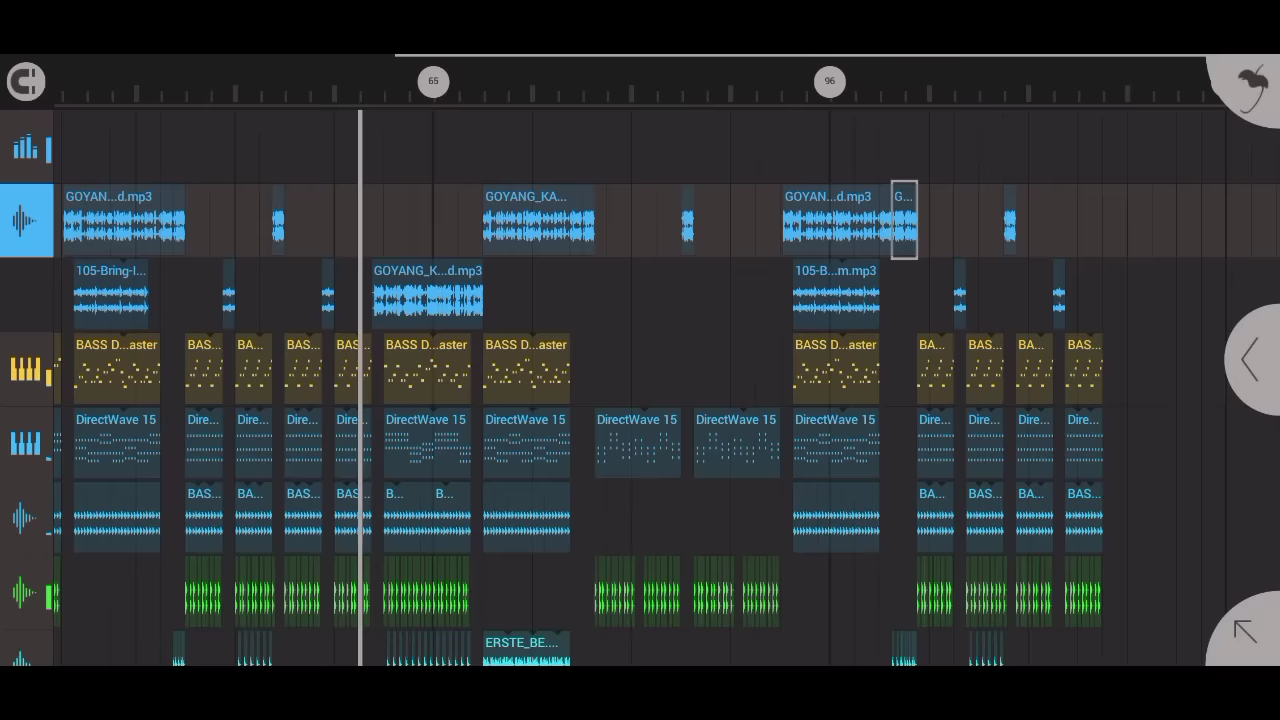 65
96
GOYAN...d.mp3
GOYANG_KA...
GOYAN...d.mp3
G...
105-Bring-I...
GOYANG_K...d.mp3
105-B...m.mp3
BASS D...aster
BAS...
BA...
BAS...
BAS...
BASS D...aster
BASS D...aster
BASS D...aster
BA...
BAS...
BA...
BAS...
DirectWave 15
Dire...
Dire...
Dire...
Dire...
DirectWave 15
DirectWave 15
DirectWave 15
DirectWave 15
DirectWave 15
Dire...
Dire...
Dire...
Dire...
BAS...
BA...
BAS...
BAS...
B...
B...
BA...
BAS...
BA...
BAS...
ERSTE_BE....